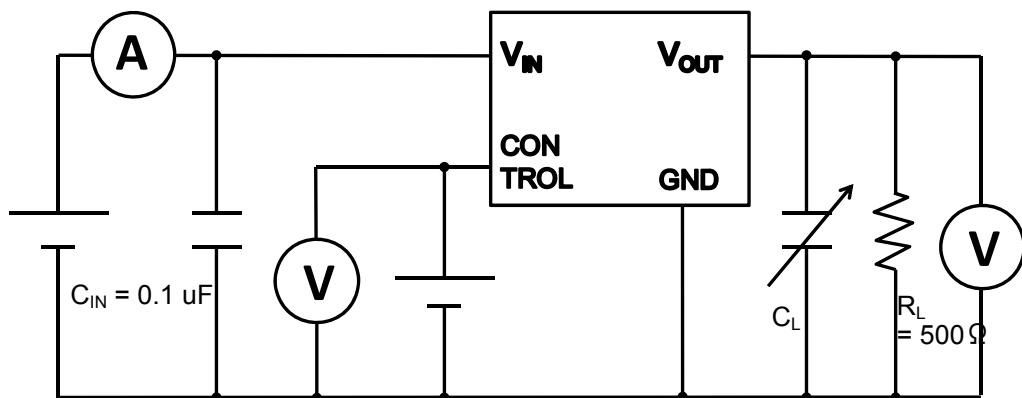 A
VIN
VOUT
CON
TROL
GND
V
V
CIN = 0.1 uF
CL
RL
= 500Ω